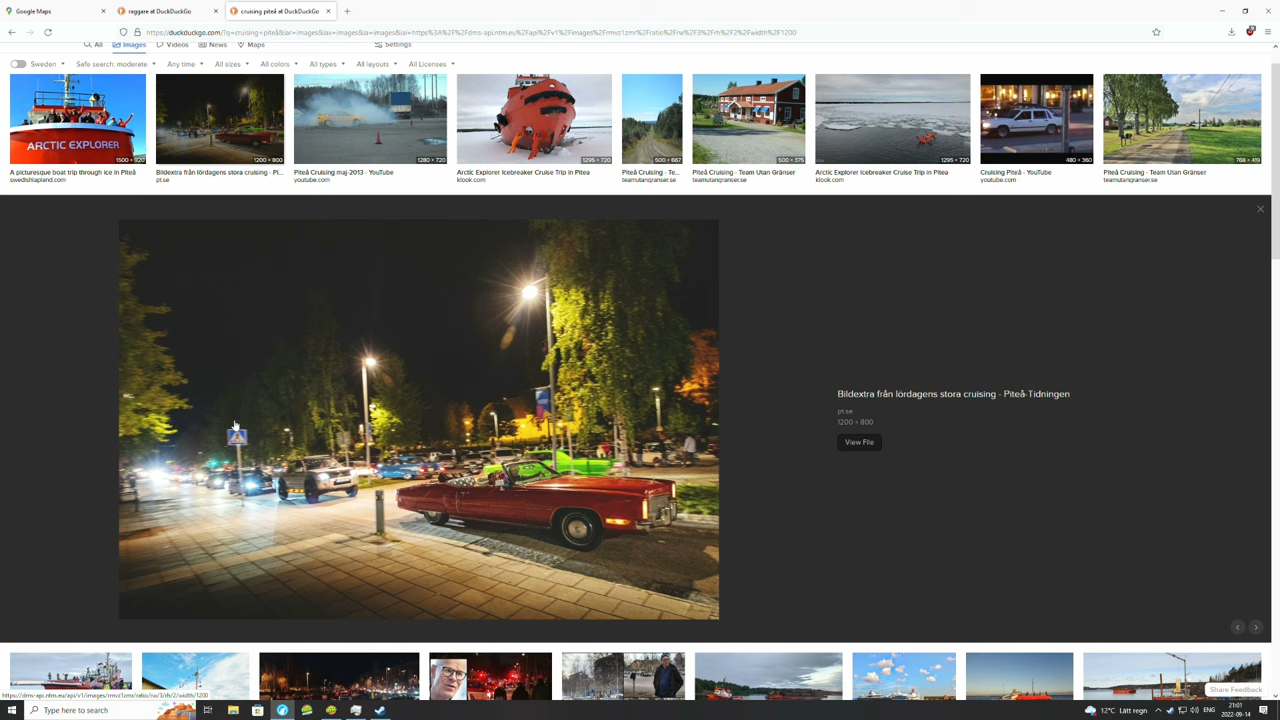 Google Maps
raggare at DuckDuckGo
cruising piteå at DuckDuckGo
https://duckduckgo.com/?q=cruising+piteå&iar=images&iax=images&ia=images&iai=https%3A%2F%2Fdms-api.ntm.eu%2Fapi%2Fv1%2Fimages%2Frmvz1zmr%2Fratio%2Frw%2F3%2Frh%2F2%2Fwidth%2F1200
All Images Videos News Maps Settings
Sweden Safe search: moderate Any time All sizes All colors All types All layouts All Licenses
ARCTIC EXPLORER
1500 × 920 1200 × 800 1280 × 720 1295 × 720 500 × 667 500 × 375 1295 × 720 480 × 360 768 × 419
A picturesque boat trip through ice in Piteå
swedishlapland.com
Bildextra från lördagens stora cruising - Pi...
pt.se
Piteå Cruising maj-2013 - YouTube
youtube.com
Arctic Explorer Icebreaker Cruise Trip in Pitea
klook.com
Piteå Cruising - Te...
teamutangranser.se
Piteå Cruising - Team Utan Gränser
teamutangranser.se
Arctic Explorer Icebreaker Cruise Trip in Pitea
klook.com
Cruising Piteå - YouTube
youtube.com
Piteå Cruising - Team Utan Gränser
teamutangranser.se
Bildextra från lördagens stora cruising - Piteå-Tidningen
pt.se
1200 × 800
View File
Share Feedback
https://dms-api.ntm.eu/api/v1/images/rmvz1zmr/ratio/rw/3/rh/2/width/1200
Type here to search
12°C Lätt regn
ENG
21:01
2022-09-14